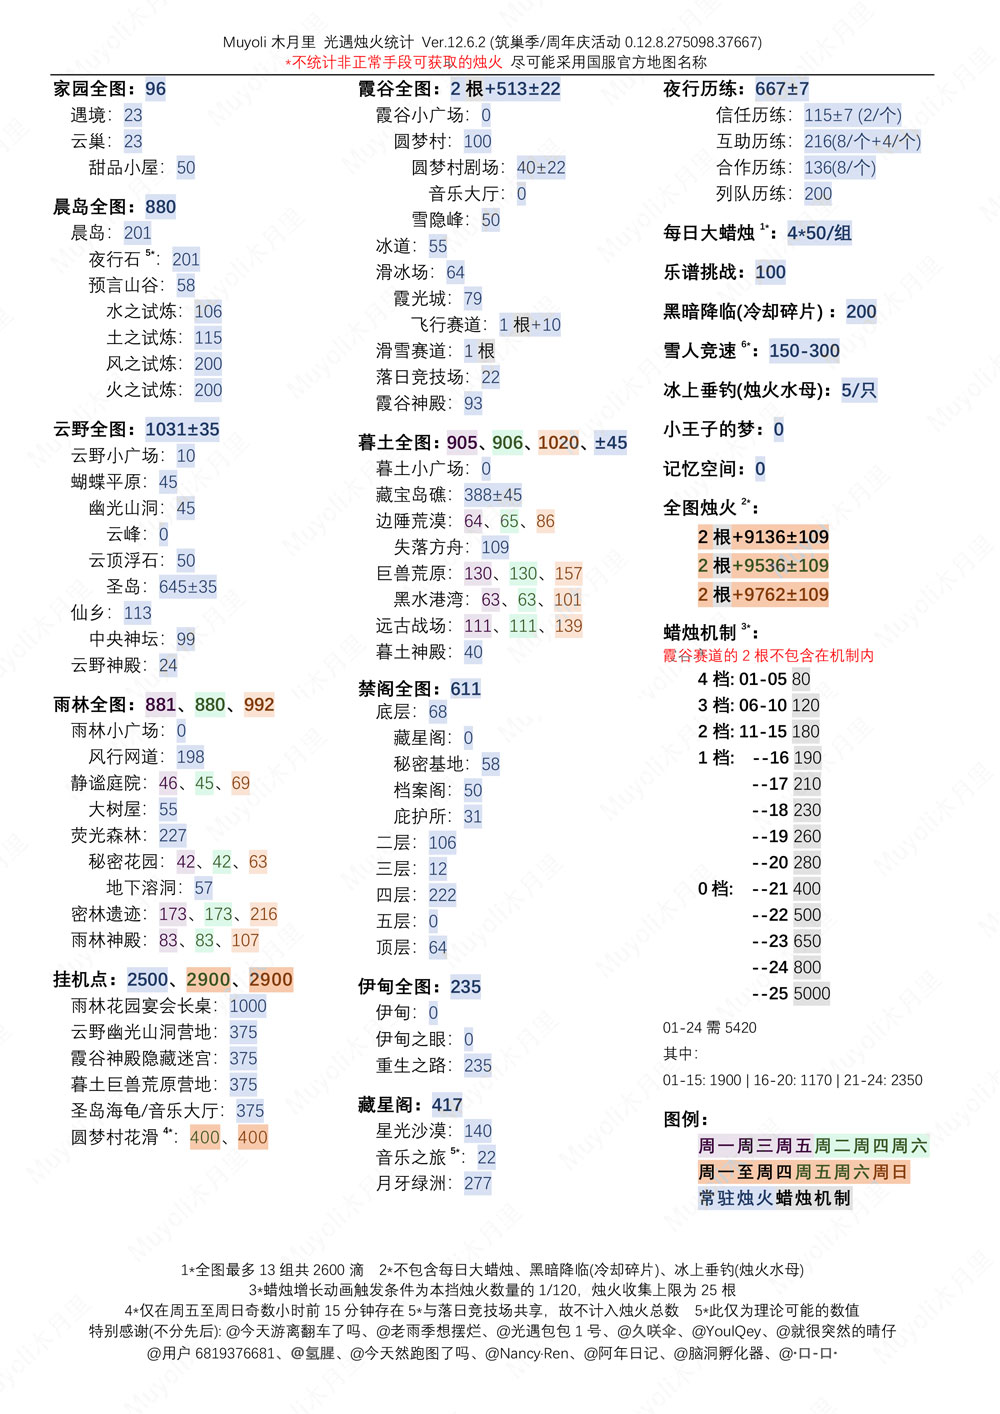 Muyoli 木月里 光遇烛火统计 Ver.12.6.2 (筑巢季/周年庆活动 0.12.8.275098.37667)
*不统计非正常手段可获取的烛火 尽可能采用国服官方地图名称
家园全图：96
遇境：23
云巢：23
甜品小屋：50
晨岛全图：880
晨岛：201
夜行石 5*：201
预言山谷：58
水之试炼：106
土之试炼：115
风之试炼：200
火之试炼：200
云野全图：1031±35
云野小广场：10
蝴蝶平原：45
幽光山洞：45
云峰：0
云顶浮石：50
圣岛：645±35
仙乡：113
中央神坛：99
云野神殿：24
雨林全图：881、880、992
雨林小广场：0
风行网道：198
静谧庭院：46、45、69
大树屋：55
荧光森林：227
秘密花园：42、42、63
地下溶洞：57
密林遗迹：173、173、216
雨林神殿：83、83、107
挂机点：2500、2900、2900
雨林花园宴会长桌：1000
云野幽光山洞营地：375
霞谷神殿隐藏迷宫：375
暮土巨兽荒原营地：375
圣岛海龟/音乐大厅：375
圆梦村花滑 4*：400、400
霞谷全图：2 根+513±22
霞谷小广场：0
圆梦村：100
圆梦村剧场：40±22
音乐大厅：0
雪隐峰：50
冰道：55
滑冰场：64
霞光城：79
飞行赛道：1 根+10
滑雪赛道：1 根
落日竞技场：22
霞谷神殿：93
暮土全图：905、906、1020、±45
暮土小广场：0
藏宝岛礁：388±45
边陲荒漠：64、65、86
失落方舟：109
巨兽荒原：130、130、157
黑水港湾：63、63、101
远古战场：111、111、139
暮土神殿：40
禁阁全图：611
底层：68
藏星阁：0
秘密基地：58
档案阁：50
庇护所：31
二层：106
三层：12
四层：222
五层：0
顶层：64
伊甸全图：235
伊甸：0
伊甸之眼：0
重生之路：235
藏星阁：417
星光沙漠：140
音乐之旅 5*：22
月牙绿洲：277
夜行历练：667±7
信任历练：115±7 (2/个)
互助历练：216(8/个+4/个)
合作历练：136(8/个)
列队历练：200
每日大蜡烛 1*：4*50/组
乐谱挑战：100
黑暗降临(冷却碎片)：200
雪人竞速 6*：150-300
冰上垂钓(烛火水母)：5/只
小王子的梦：0
记忆空间：0
全图烛火 2*：
2 根+9136±109
2 根+9536±109
2 根+9762±109
蜡烛机制 3*：
霞谷赛道的 2 根不包含在机制内
4 档: 01-05 80
3 档: 06-10 120
2 档: 11-15 180
1 档: --16 190
--17 210
--18 230
--19 260
--20 280
0 档: --21 400
--22 500
--23 650
--24 800
--25 5000
01-24 需 5420
其中：
01-15: 1900 | 16-20: 1170 | 21-24: 2350
图例：
周一周三周五周二周四周六
周一至周四周五周六周日
常驻烛火蜡烛机制
1*全图最多 13 组共 2600 滴 2*不包含每日大蜡烛、黑暗降临(冷却碎片)、冰上垂钓(烛火水母)
3*蜡烛增长动画触发条件为本挡烛火数量的 1/120，烛火收集上限为 25 根
4*仅在周五至周日奇数小时前 15 分钟存在 5*与落日竞技场共享，故不计入烛火总数 5*此仅为理论可能的数值
特别感谢(不分先后): @今天游离翻车了吗、@老雨季想摆烂、@光遇包包 1 号、@久咲伞、@YoulQey、@就很突然的晴仔
@用户 6819376681、@氢腥、@今天然跑图了吗、@Nancy·Ren、@阿年日记、@脑洞孵化器、@·口-口·